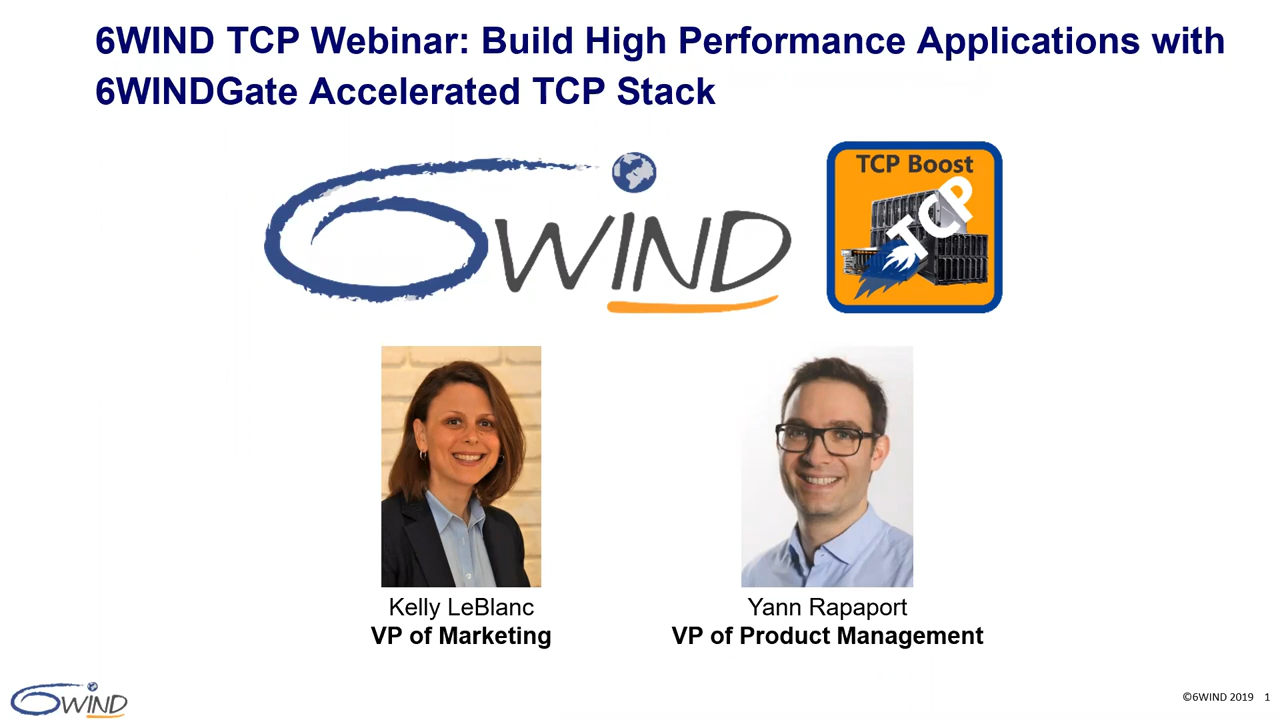 6WIND TCP Webinar: Build High Performance Applications with
6WINDGate Accelerated TCP Stack
6WIND
TCP Boost
TCP
Kelly LeBlanc
VP of Marketing
Yann Rapaport
VP of Product Management
6WIND
©6WIND 2019 1